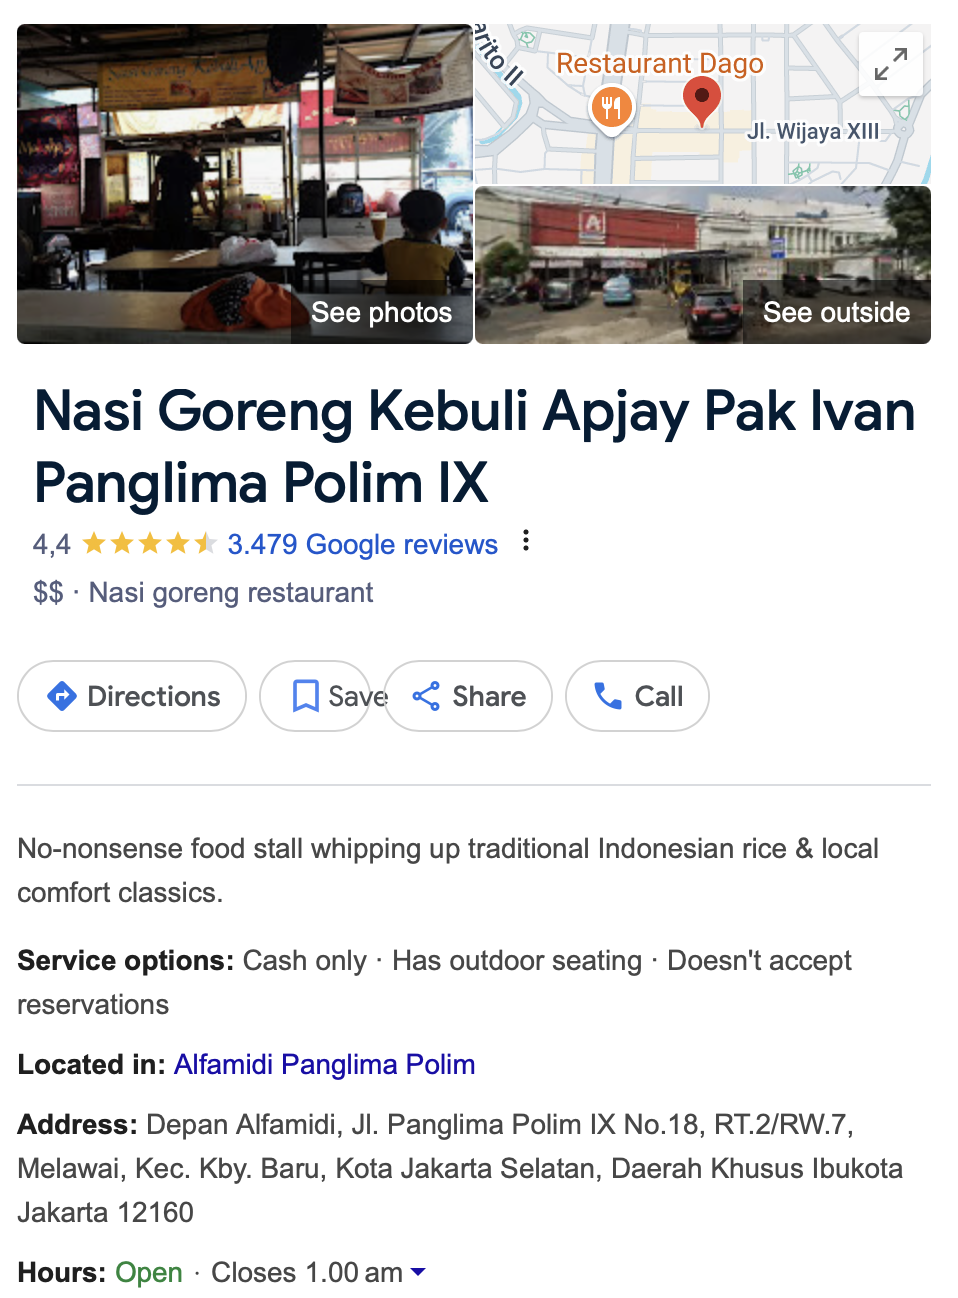 Nasi Goreng Kebuli Ap
arito II
Restaurant Dago
Jl. Wijaya XIII
A
See photos
See outside
Nasi Goreng Kebuli Apjay Pak Ivan
Panglima Polim IX
4,4 3.479 Google reviews
$$ · Nasi goreng restaurant
Directions Save Share Call
No-nonsense food stall whipping up traditional Indonesian rice & local
comfort classics.
Service options: Cash only · Has outdoor seating · Doesn't accept
reservations
Located in: Alfamidi Panglima Polim
Address: Depan Alfamidi, Jl. Panglima Polim IX No.18, RT.2/RW.7,
Melawai, Kec. Kby. Baru, Kota Jakarta Selatan, Daerah Khusus Ibukota
Jakarta 12160
Hours: Open · Closes 1.00 am